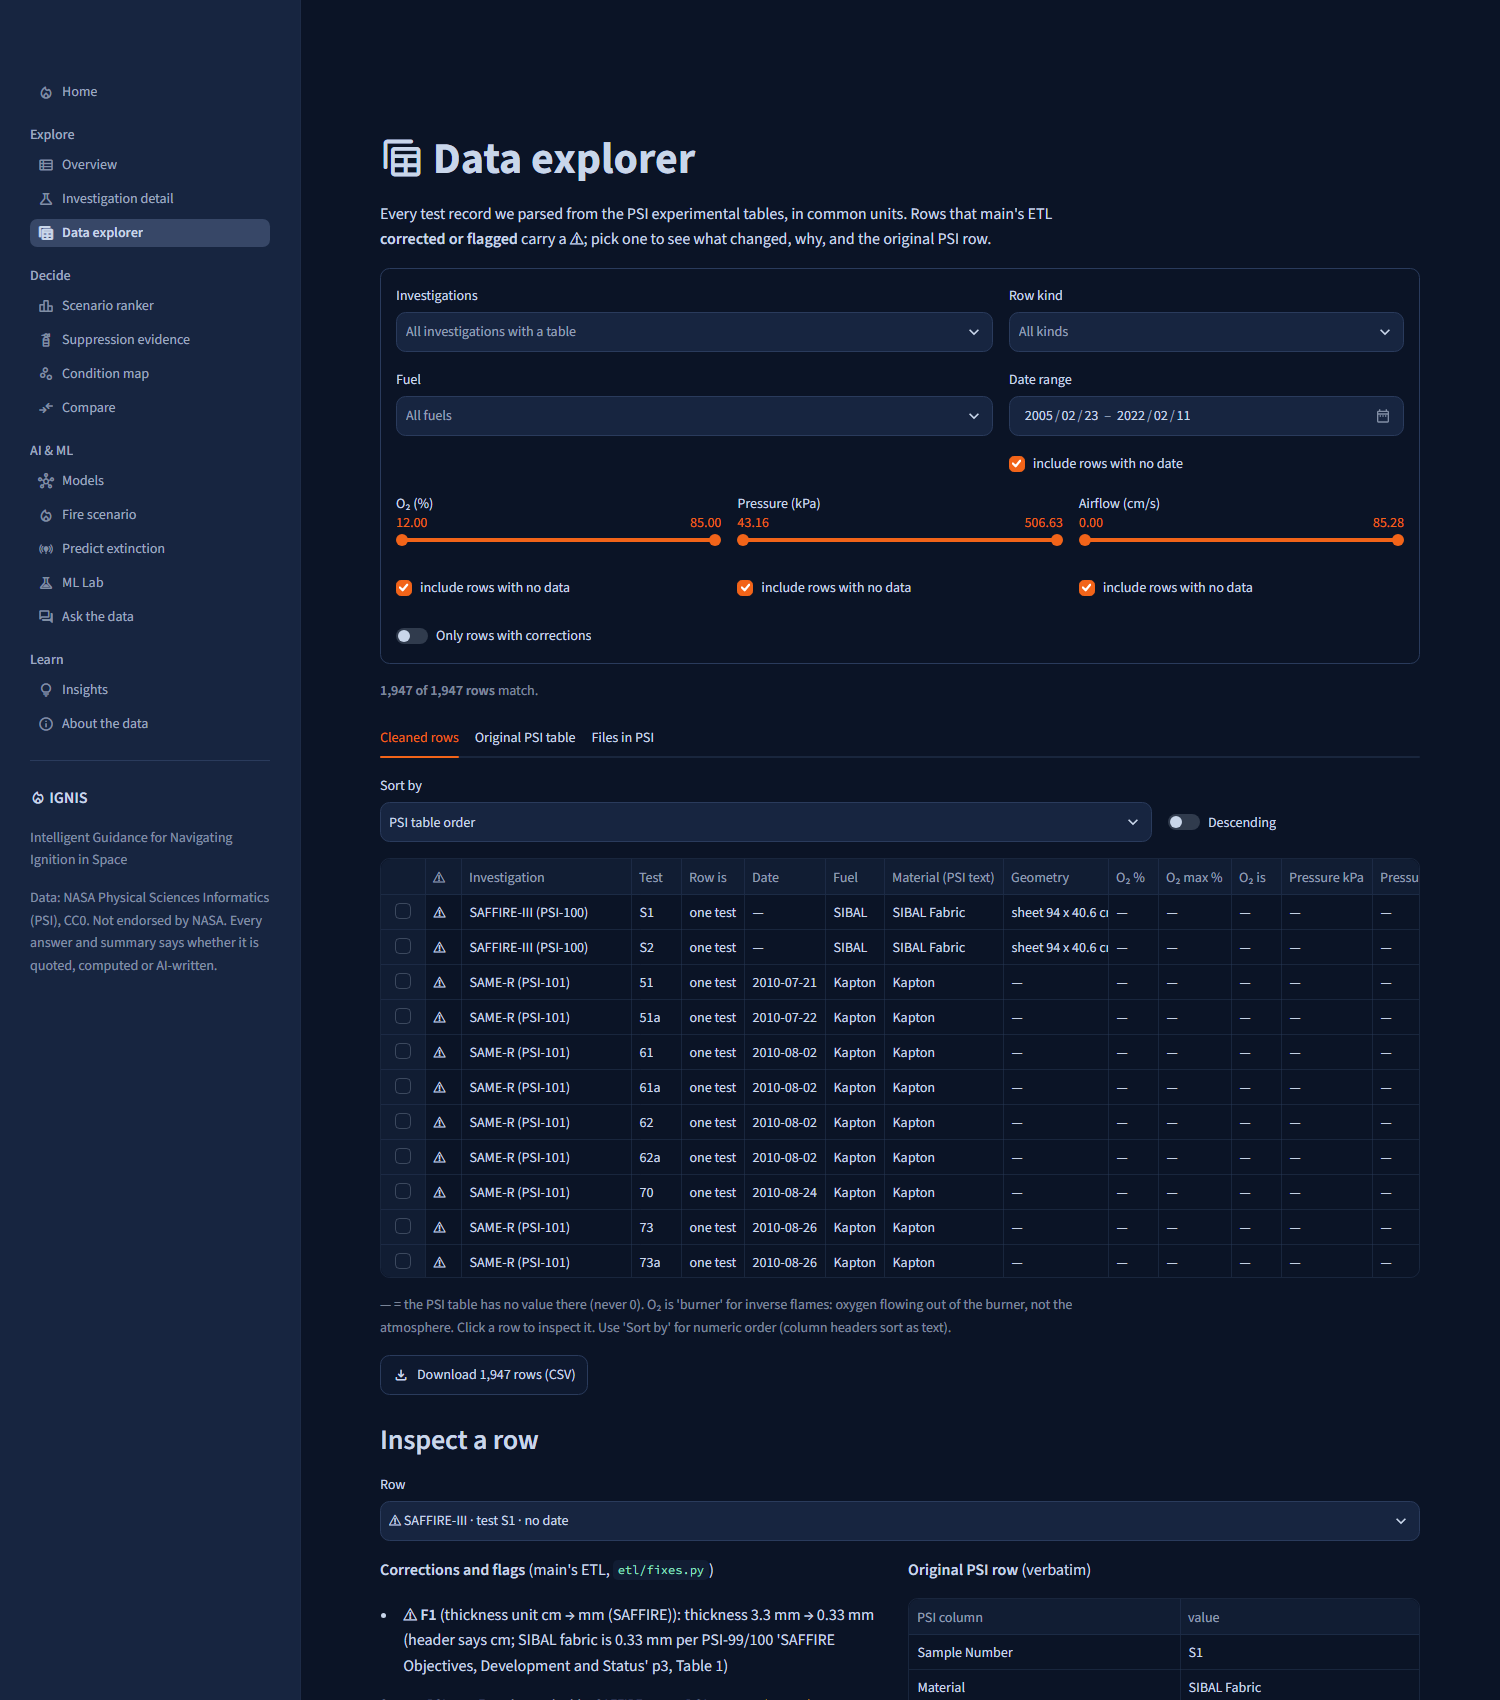 Home
Explore
Overview
Investigation detail
Data explorer
Decide
Scenario ranker
Suppression evidence
Condition map
Compare
AI & ML
Models
Fire scenario
Predict extinction
ML Lab
Ask the data
Learn
Insights
About the data
IGNIS
Intelligent Guidance for Navigating
Ignition in Space
Data: NASA Physical Sciences Informatics
(PSI), CC0. Not endorsed by NASA. Every
answer and summary says whether it is
quoted, computed or AI-written.
Data explorer
Every test record we parsed from the PSI experimental tables, in common units. Rows that main's ETL
corrected or flagged carry a ⚠; pick one to see what changed, why, and the original PSI row.
Investigations Row kind
All investigations with a table All kinds
Fuel Date range
All fuels 2005/02/23 – 2022/02/11
include rows with no date
O₂ (%) Pressure (kPa) Airflow (cm/s)
12.00 85.00 43.16 506.63 0.00 85.28
include rows with no data include rows with no data include rows with no data
Only rows with corrections
1,947 of 1,947 rows match.
Cleaned rows Original PSI table Files in PSI
Sort by
PSI table order Descending
⚠ Investigation Test Row is Date Fuel Material (PSI text) Geometry O₂ % O₂ max % O₂ is Pressure kPa Pressu
⚠ SAFFIRE-III (PSI-100) S1 one test — SIBAL SIBAL Fabric sheet 94 x 40.6 cr — — — — —
⚠ SAFFIRE-III (PSI-100) S2 one test — SIBAL SIBAL Fabric sheet 94 x 40.6 cr — — — — —
⚠ SAME-R (PSI-101) 51 one test 2010-07-21 Kapton Kapton — — — — — —
⚠ SAME-R (PSI-101) 51a one test 2010-07-22 Kapton Kapton — — — — — —
⚠ SAME-R (PSI-101) 61 one test 2010-08-02 Kapton Kapton — — — — — —
⚠ SAME-R (PSI-101) 61a one test 2010-08-02 Kapton Kapton — — — — — —
⚠ SAME-R (PSI-101) 62 one test 2010-08-02 Kapton Kapton — — — — — —
⚠ SAME-R (PSI-101) 62a one test 2010-08-02 Kapton Kapton — — — — — —
⚠ SAME-R (PSI-101) 70 one test 2010-08-24 Kapton Kapton — — — — — —
⚠ SAME-R (PSI-101) 73 one test 2010-08-26 Kapton Kapton — — — — — —
⚠ SAME-R (PSI-101) 73a one test 2010-08-26 Kapton Kapton — — — — — —
— = the PSI table has no value there (never 0). O₂ is 'burner' for inverse flames: oxygen flowing out of the burner, not the
atmosphere. Click a row to inspect it. Use 'Sort by' for numeric order (column headers sort as text).
Download 1,947 rows (CSV)
Inspect a row
Row
⚠ SAFFIRE-III · test S1 · no date
Corrections and flags (main's ETL, etl/fixes.py )
• ⚠ F1 (thickness unit cm → mm (SAFFIRE)): thickness 3.3 mm → 0.33 mm
(header says cm; SIBAL fabric is 0.33 mm per PSI-99/100 'SAFFIRE
Objectives, Development and Status' p3, Table 1)
Original PSI row (verbatim)
PSI column value
Sample Number S1
Material SIBAL Fabric